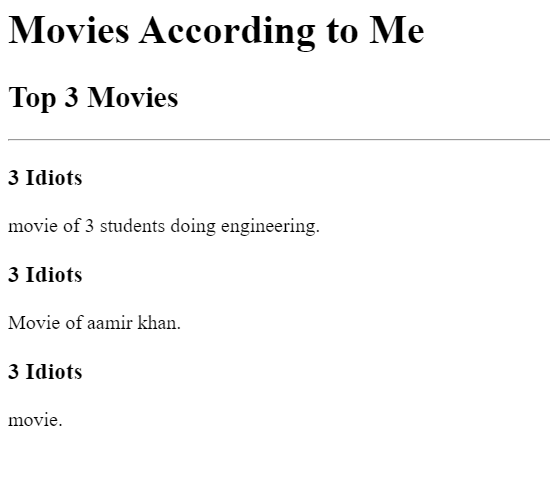 Movies According to Me
Top 3 Movies
3 Idiots
movie of 3 students doing engineering.
3 Idiots
Movie of aamir khan.
3 Idiots
movie.